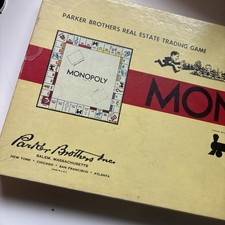 PARKER BROTHERS REAL ESTATE TRADING GAME
MONOPOLY
MON
Parker Brothers Inc.
SALEM, MASSACHUSETTS
NEW YORK • CHICAGO • SAN FRANCISCO • ATLANTA